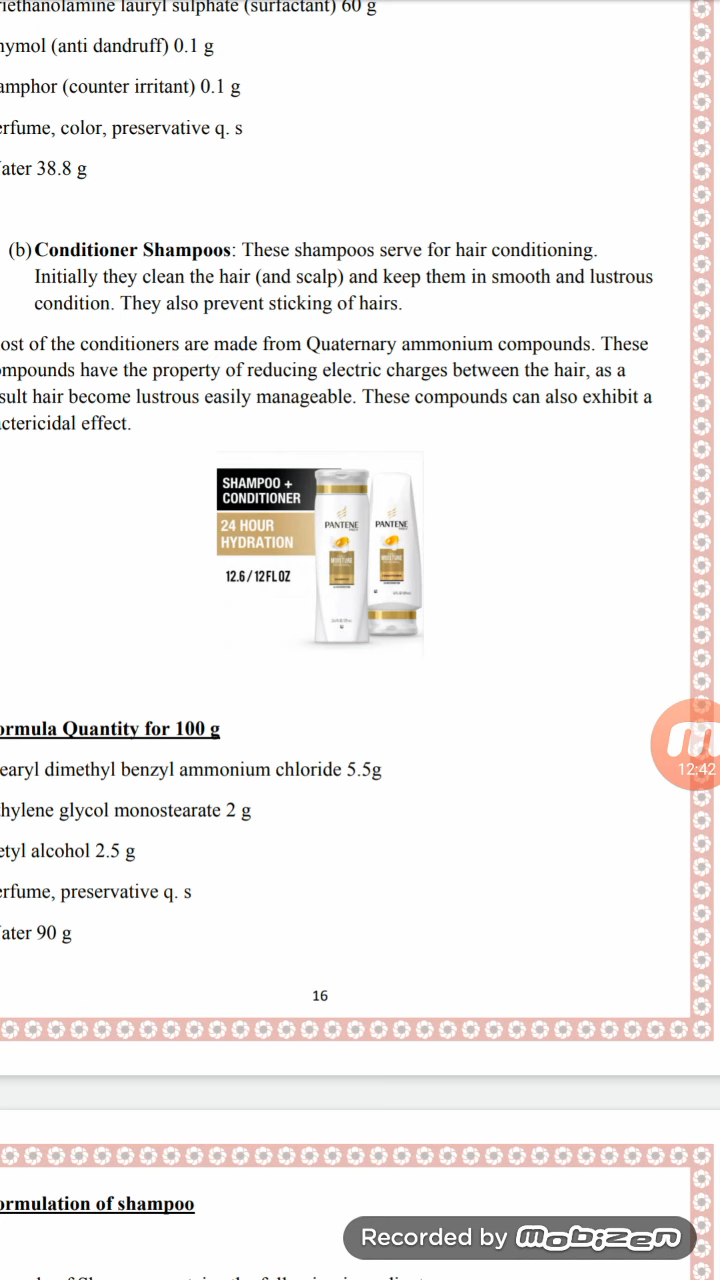 riethanolamine lauryl sulphate (surfactant) 60 g
hymol (anti dandruff) 0.1 g
amphor (counter irritant) 0.1 g
erfume, color, preservative q. s
ater 38.8 g
(b) Conditioner Shampoos: These shampoos serve for hair conditioning.
Initially they clean the hair (and scalp) and keep them in smooth and lustrous
condition. They also prevent sticking of hairs.
ost of the conditioners are made from Quaternary ammonium compounds. These
ompounds have the property of reducing electric charges between the hair, as a
sult hair become lustrous easily manageable. These compounds can also exhibit a
ctericidal effect.
SHAMPOO +
CONDITIONER
24 HOUR
HYDRATION
12.6/12FL OZ
PANTENE
PANTENE
MOISTURE
MOISTURE
ormula Quantity for 100 g
earyl dimethyl benzyl ammonium chloride 5.5g
thylene glycol monostearate 2 g
etyl alcohol 2.5 g
erfume, preservative q. s
ater 90 g
12:42
16
ormulation of shampoo
Recorded by mobizen